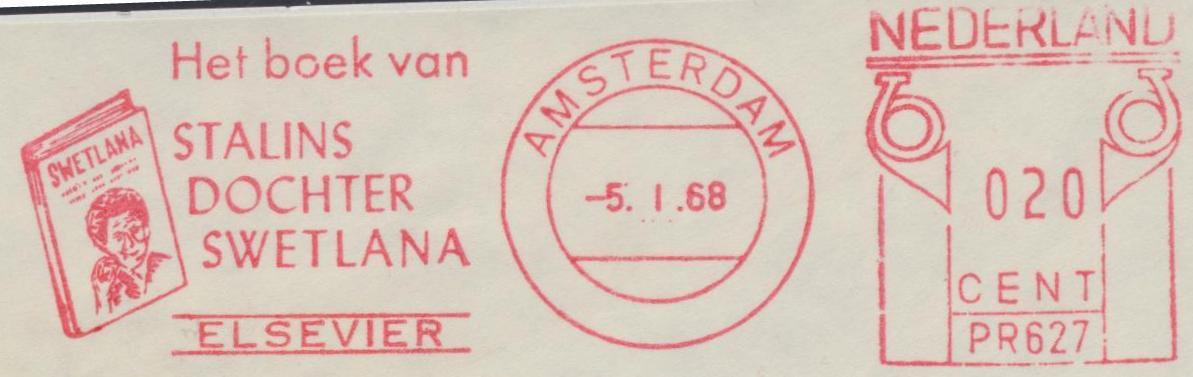 Het boek van
SWETLANA
STALINS
DOCHTER
SWETLANA
ELSEVIER
AMSTERDAM
-5. I .68
NEDERLAND
020
CENT
PR627